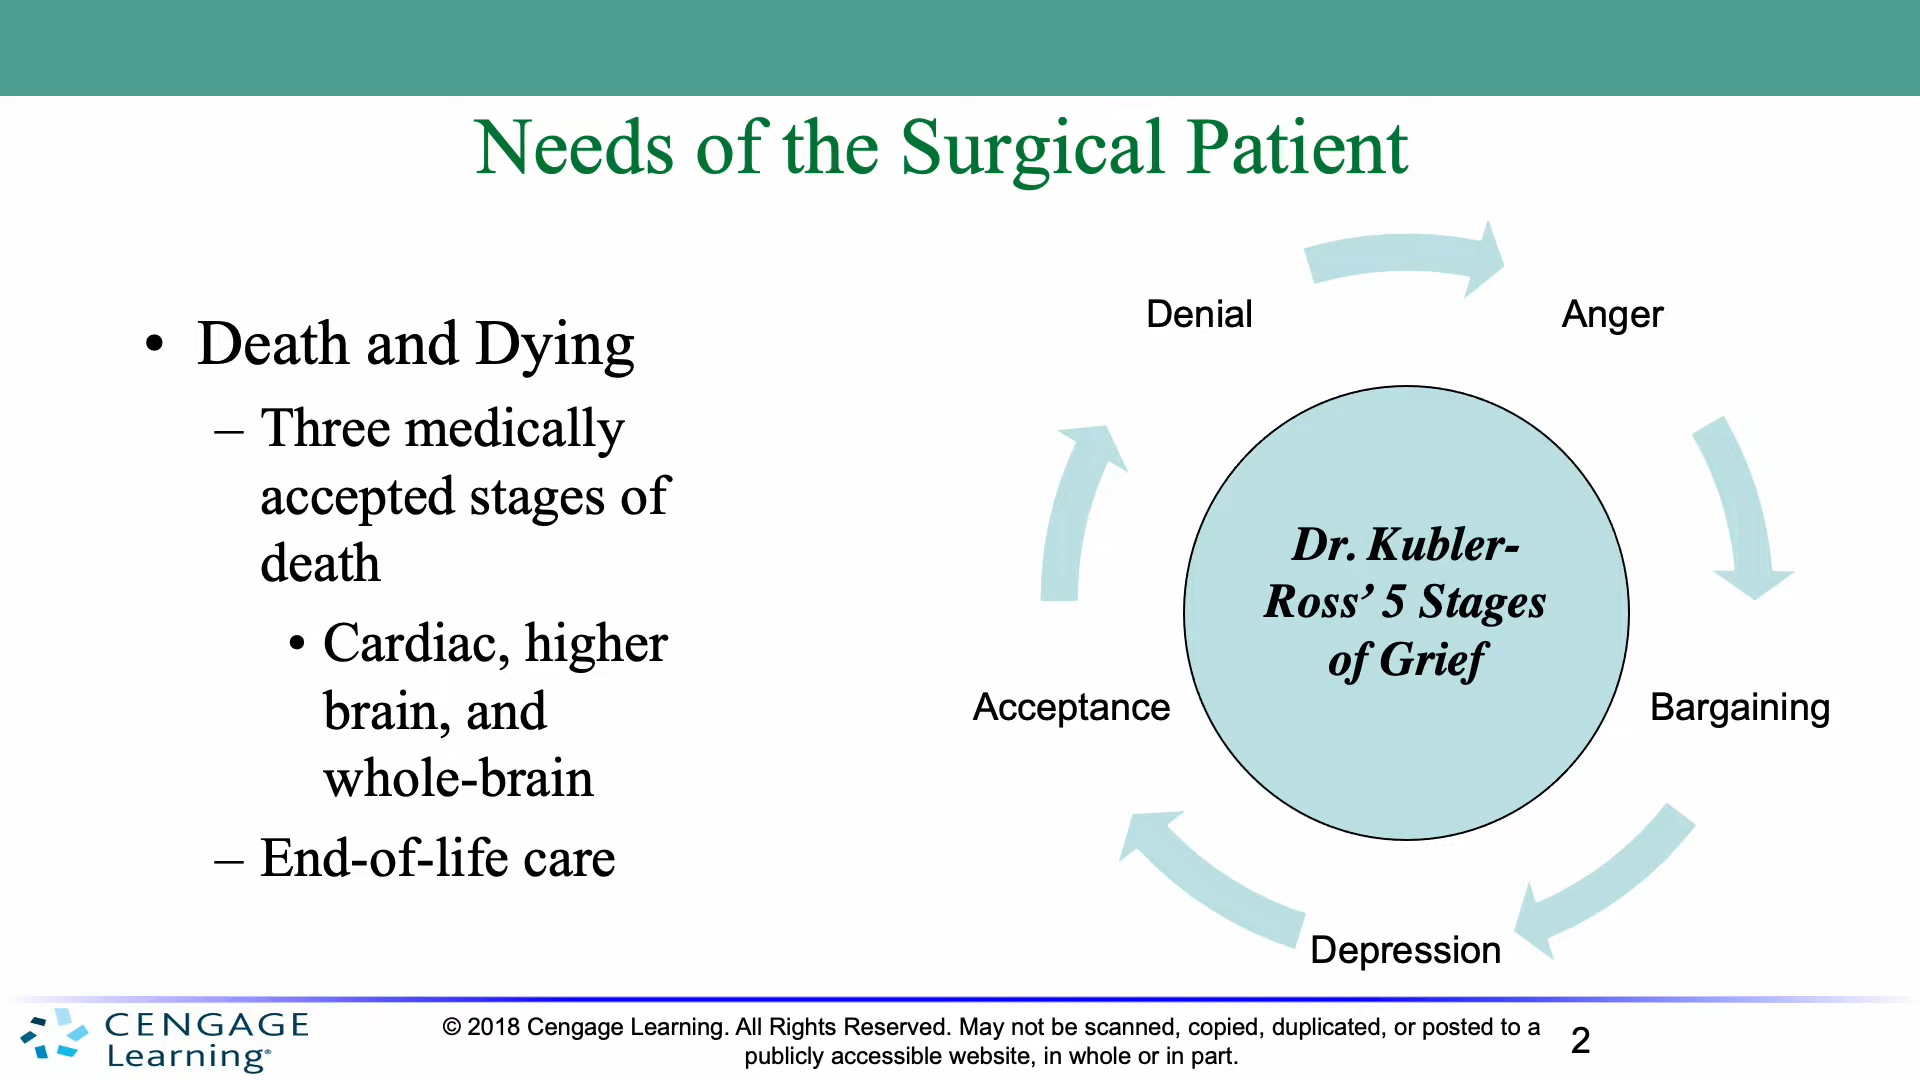 Needs of the Surgical Patient
• Death and Dying
– Three medically
accepted stages of
death
• Cardiac, higher
brain, and
whole-brain
– End-of-life care
Denial
Anger
Bargaining
Depression
Acceptance
Dr. Kubler-
Ross’ 5 Stages
of Grief
CENGAGE
Learning®
© 2018 Cengage Learning. All Rights Reserved. May not be scanned, copied, duplicated, or posted to a
publicly accessible website, in whole or in part.
2